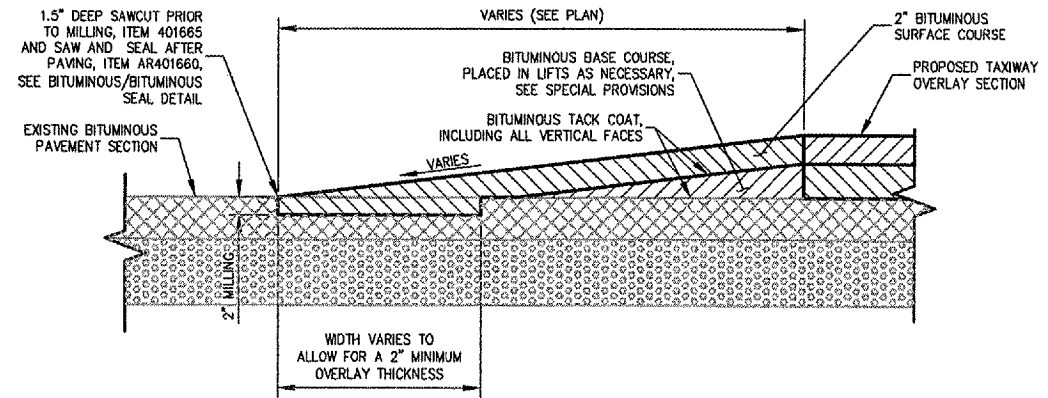 1.5" DEEP SAWCUT PRIOR
TO MILLING, ITEM 401665
AND SAW AND SEAL AFTER
PAVING, ITEM AR401660,
SEE BITUMINOUS/BITUMINOUS
SEAL DETAIL
EXISTING BITUMINOUS
PAVEMENT SECTION
VARIES (SEE PLAN)
BITUMINOUS BASE COURSE,
PLACED IN LIFTS AS NECESSARY,
SEE SPECIAL PROVISIONS
BITUMINOUS TACK COAT,
INCLUDING ALL VERTICAL FACES
2" BITUMINOUS
SURFACE COURSE
PROPOSED TAXIWAY
OVERLAY SECTION
VARIES
2" MILLING
WIDTH VARIES TO
ALLOW FOR A 2" MINIMUM
OVERLAY THICKNESS